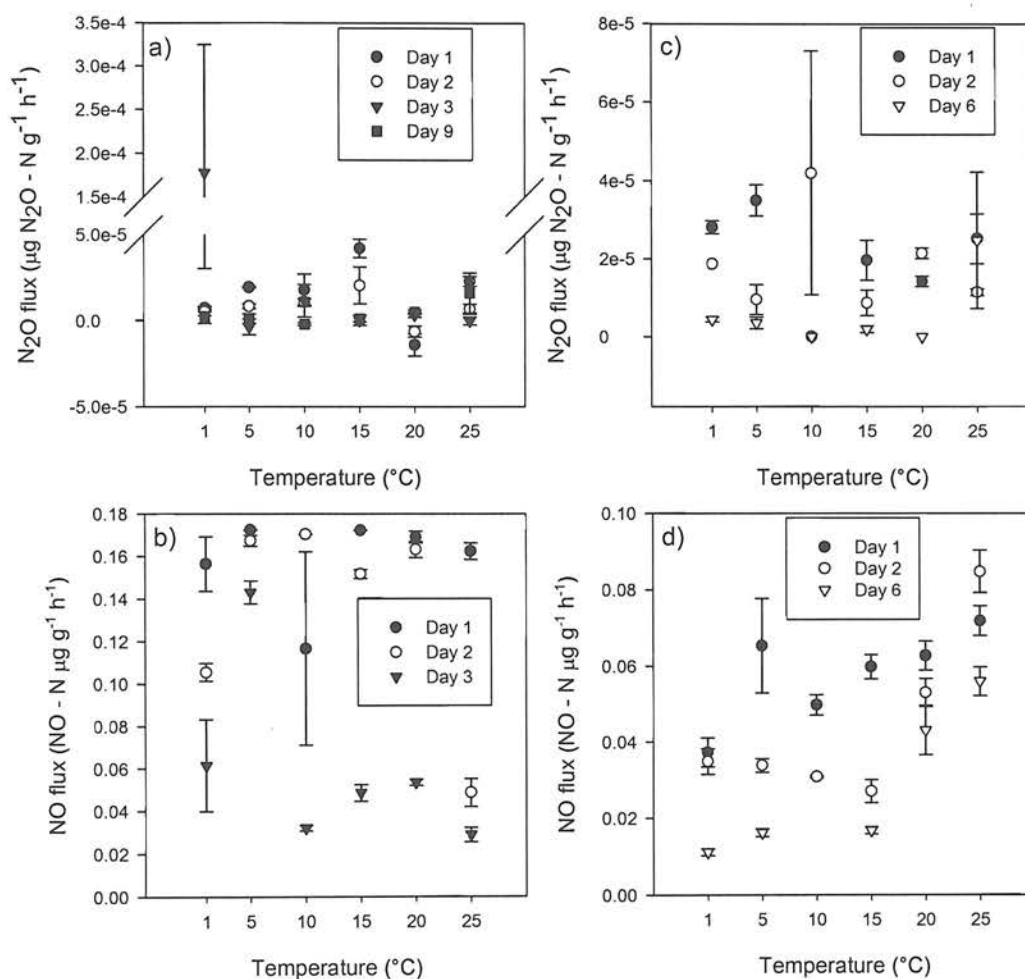 a)
N₂O flux (µg N₂O - N g⁻¹ h⁻¹)
3.5e-4
3.0e-4
2.5e-4
2.0e-4
1.5e-4
5.0e-5
0.0
-5.0e-5
Day 1
Day 2
Day 3
Day 9
1 5 10 15 20 25
Temperature (°C)
c)
N₂O flux (µg N₂O - N g⁻¹ h⁻¹)
8e-5
6e-5
4e-5
2e-5
0
Day 1
Day 2
Day 6
1 5 10 15 20 25
Temperature (°C)
b)
NO flux (NO - N µg g⁻¹ h⁻¹)
0.18
0.16
0.14
0.12
0.10
0.08
0.06
0.04
0.02
0.00
Day 1
Day 2
Day 3
1 5 10 15 20 25
Temperature (°C)
d)
NO flux (NO - N µg g⁻¹ h⁻¹)
0.10
0.08
0.06
0.04
0.02
0.00
Day 1
Day 2
Day 6
1 5 10 15 20 25
Temperature (°C)